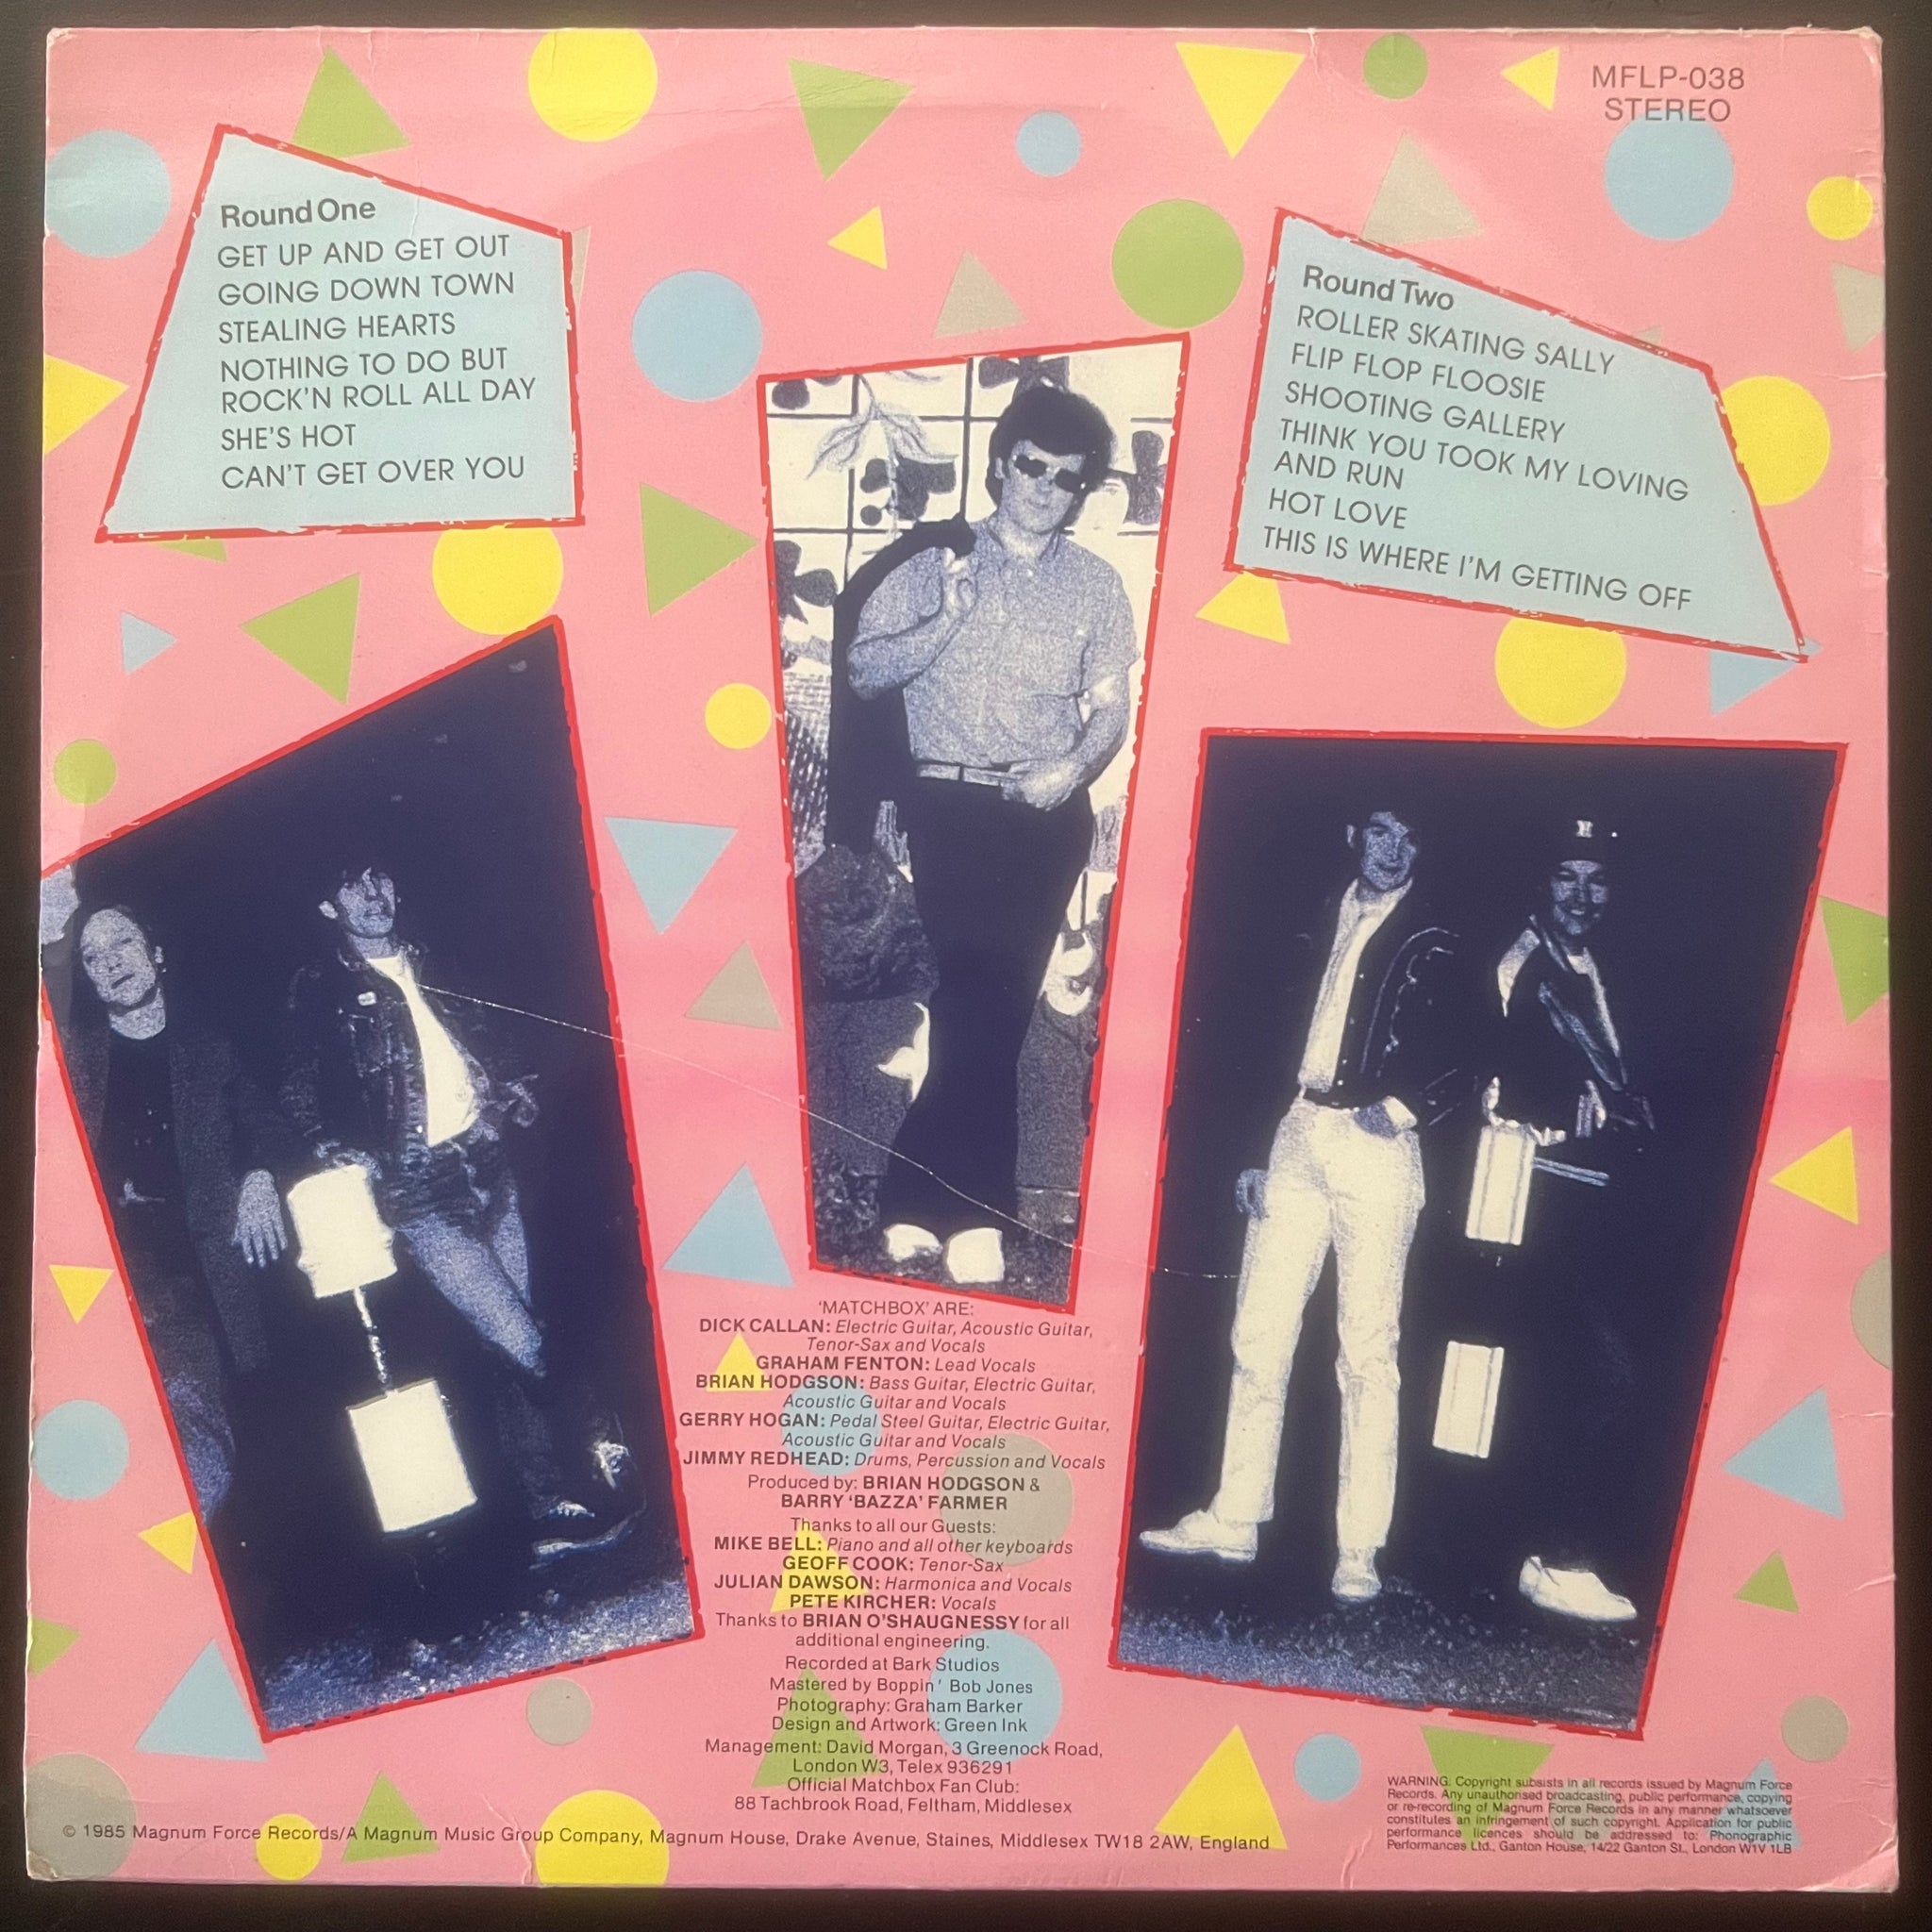 MFLP-038
STEREO
Round One
GET UP AND GET OUT
GOING DOWN TOWN
STEALING HEARTS
NOTHING TO DO BUT
ROCK'N ROLL ALL DAY
SHE'S HOT
CAN'T GET OVER YOU
Round Two
ROLLER SKATING SALLY
FLIP FLOP FLOOSIE
SHOOTING GALLERY
THINK YOU TOOK MY LOVING
AND RUN
HOT LOVE
THIS IS WHERE I'M GETTING OFF
'MATCHBOX' ARE:
DICK CALLAN: Electric Guitar, Acoustic Guitar,
Tenor-Sax and Vocals
GRAHAM FENTON: Lead Vocals
BRIAN HODGSON: Bass Guitar, Electric Guitar,
Acoustic Guitar and Vocals
GERRY HOGAN: Pedal Steel Guitar, Electric Guitar,
Acoustic Guitar and Vocals
JIMMY REDHEAD: Drums, Percussion and Vocals
Produced by: BRIAN HODGSON &
BARRY 'BAZZA' FARMER
Thanks to all our Guests:
MIKE BELL: Piano and all other keyboards
GEOFF COOK: Tenor-Sax
JULIAN DAWSON: Harmonica and Vocals
PETE KIRCHER: Vocals
Thanks to BRIAN O'SHAUGNESSY for all
additional engineering.
Recorded at Bark Studios
Mastered by Boppin' Bob Jones
Photography: Graham Barker
Design and Artwork: Green Ink
Management: David Morgan, 3 Greenock Road,
London W3, Telex 936291
Official Matchbox Fan Club:
88 Tachbrook Road, Feltham, Middlesex
© 1985 Magnum Force Records/A Magnum Music Group Company, Magnum House, Drake Avenue, Staines, Middlesex TW18 2AW, England
WARNING: Copyright subsists in all records issued by Magnum Force
Records. Any unauthorised broadcasting, public performance, copying
or re-recording of Magnum Force Records in any manner whatsoever
constitutes an infringement of such copyright. Application for public
performance licences should be addressed to: Phonographic
Performances Ltd., Ganton House, 14/22 Ganton St., London W1V 1LB